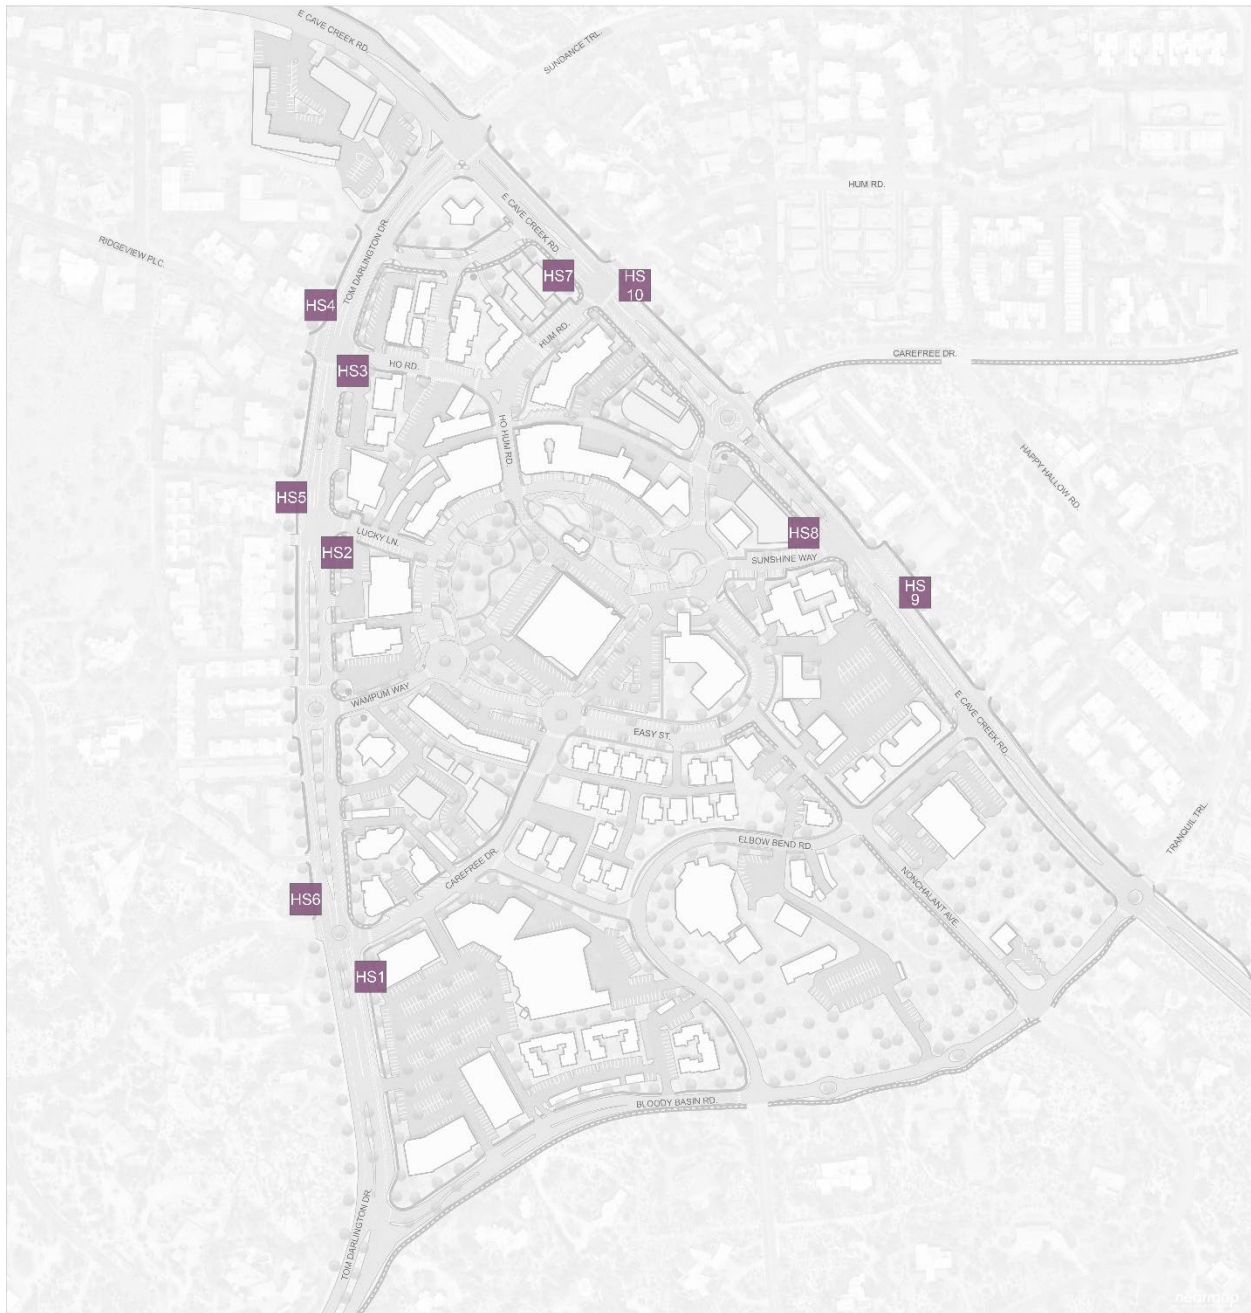 E CAVE CREEK RD.
SUNDANCE TRL.
HUM RD.
E CAVE CREEK RD.
TOM DARLINGTON DR.
RIDGEVIEW PLC.
HS7
HS
10
HS4
HUM RD.
CAREFREE DR.
HO RD.
HS3
HO HUM RD.
HAPPY HALLOW RD.
HS5
LUCKY LN.
HS2
HS8
SUNSHINE WAY
HS
9
WAMPUM WAY
E CAVE CREEK RD.
EASY ST.
TRANQUIL TRL.
ELBOW BEND RD.
CAREFREE DR.
NONCHALANT AVE
HS6
HS1
BLOODY BASIN RD.
TOM DARLINGTON DR.
nearmap